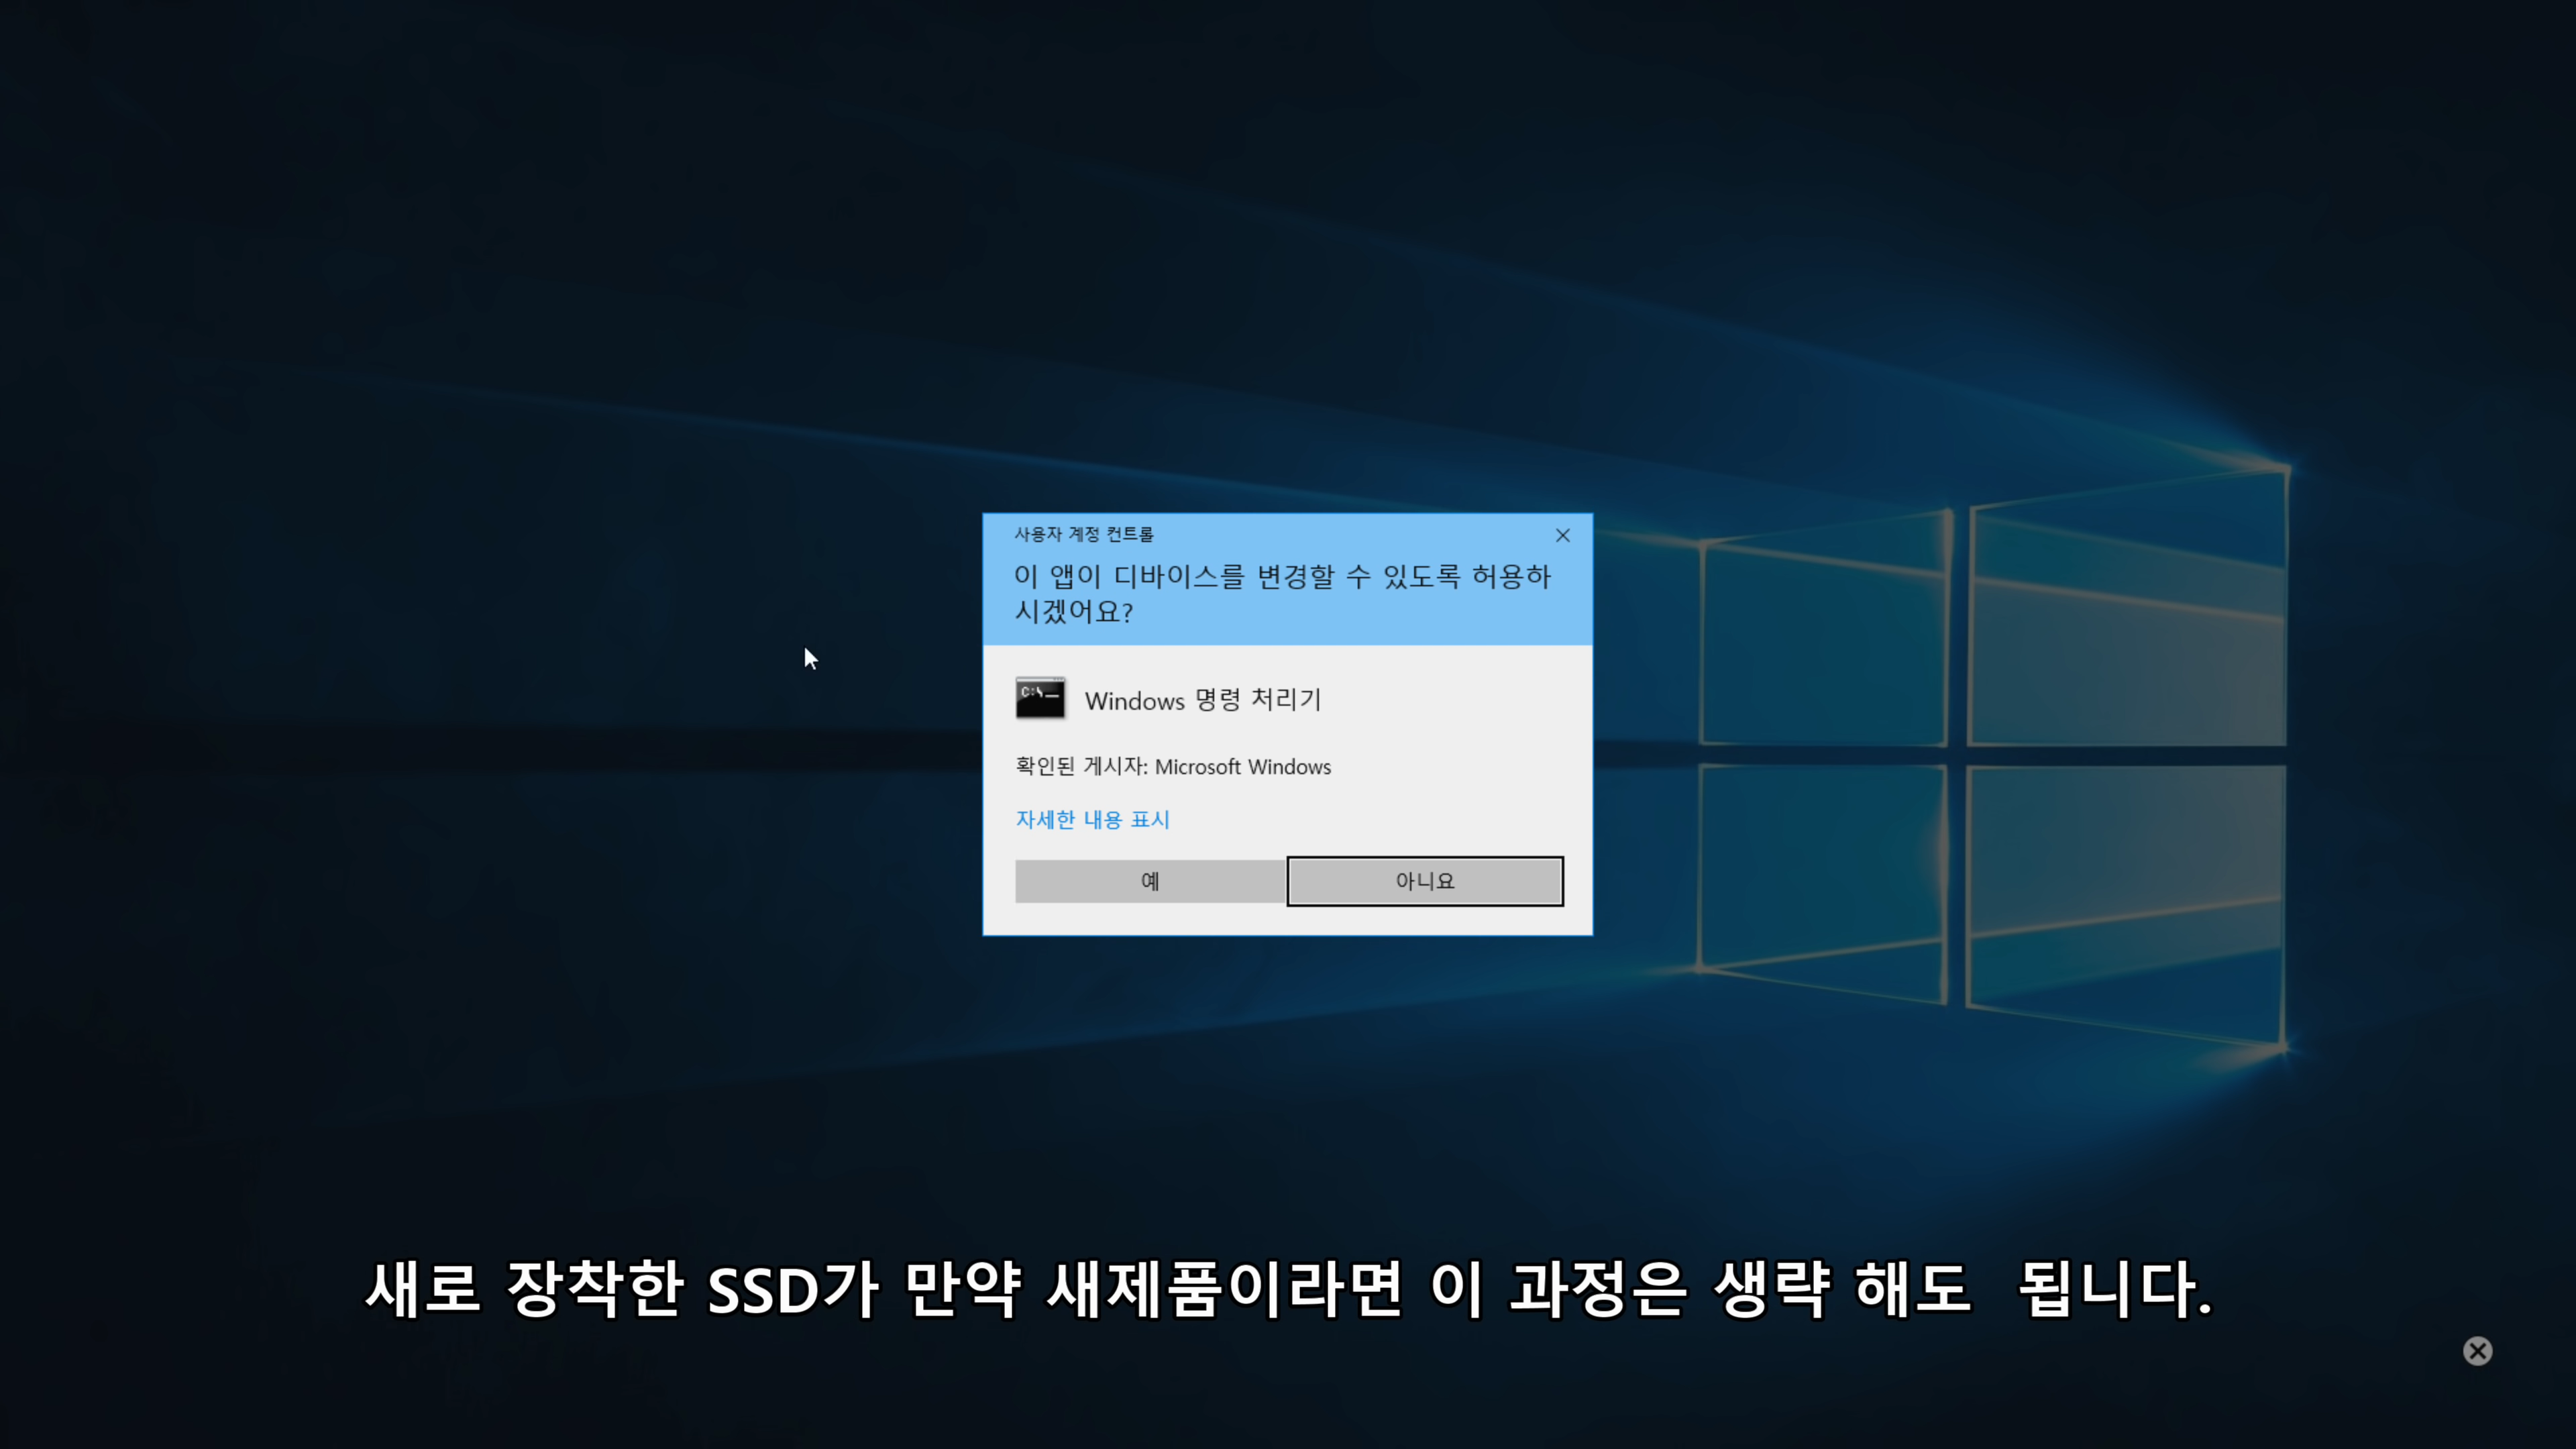 사용자 계정 컨트롤
이 앱이 디바이스를 변경할 수 있도록 허용하
시겠어요?
C:\_
Windows 명령 처리기
확인된 게시자: Microsoft Windows
자세한 내용 표시
예
아니요
새로 장착한 SSD가 만약 새제품이라면 이 과정은 생략 해도 됩니다.